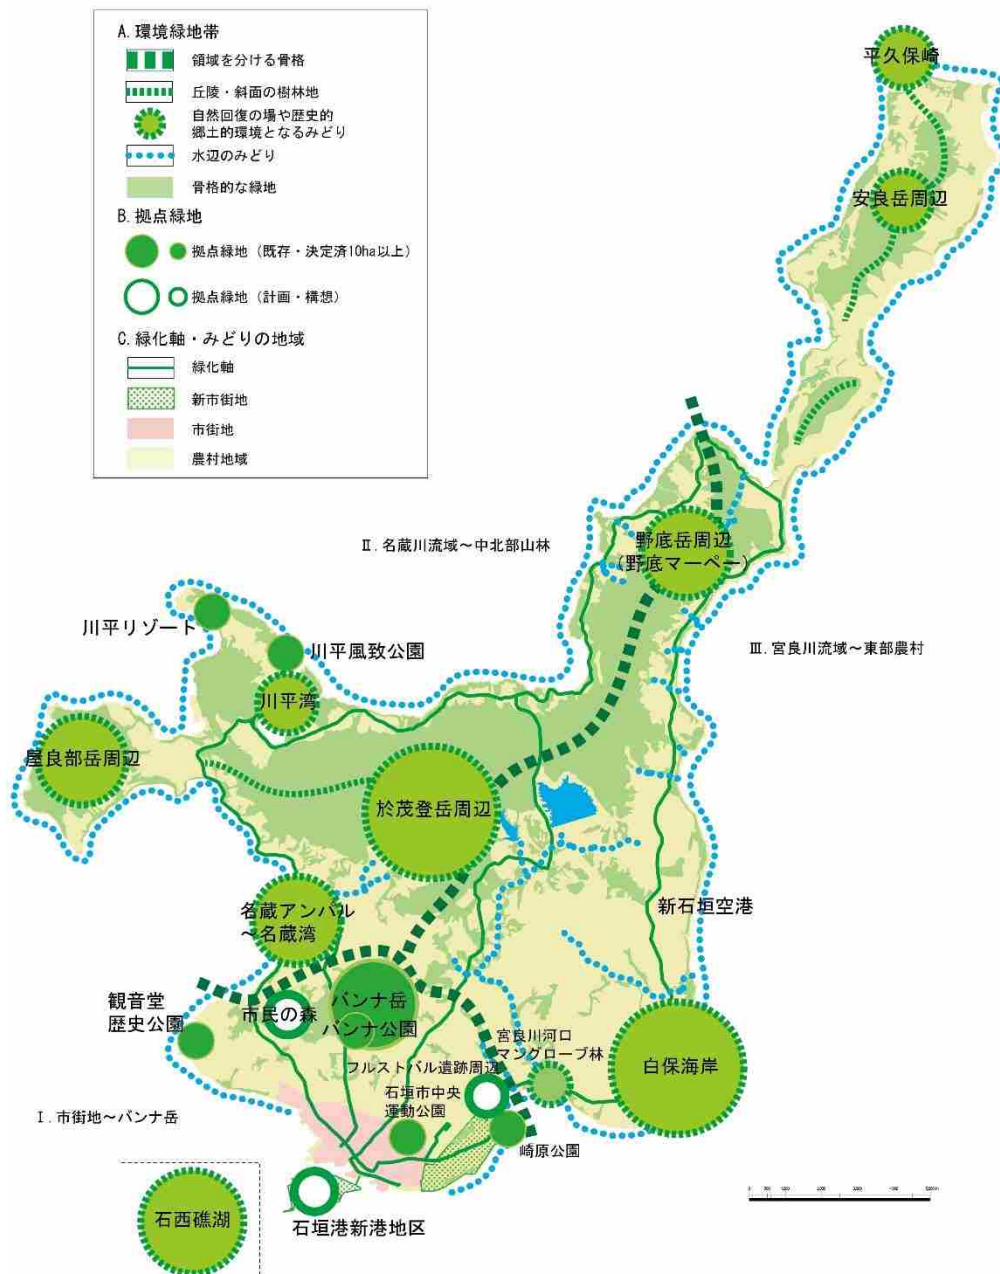 A. 環境緑地帯
領域を分ける骨格
丘陵・斜面の樹林地
自然回復の場や歴史的
郷土的環境となるみどり
水辺のみどり
骨格的な緑地
B. 拠点緑地
拠点緑地（既存・決定済10ha以上）
拠点緑地（計画・構想）
C. 緑化軸・みどりの地域
緑化軸
新市街地
市街地
農村地域
平久保崎
安良岳周辺
Ⅱ. 名蔵川流域～中北部山林
野底岳周辺
（野底マーペー）
川平リゾート
川平風致公園
Ⅲ. 宮良川流域～東部農村
川平湾
屋良部岳周辺
於茂登岳周辺
新石垣空港
名蔵アンパル
～名蔵湾
観音堂
歴史公園
市民の森
バンナ岳
バンナ公園
宮良川河口
マングローブ林
フルストバル遺跡周辺
白保海岸
石垣市中央
運動公園
Ⅰ. 市街地～バンナ岳
崎原公園
石西礁湖
石垣港新港地区